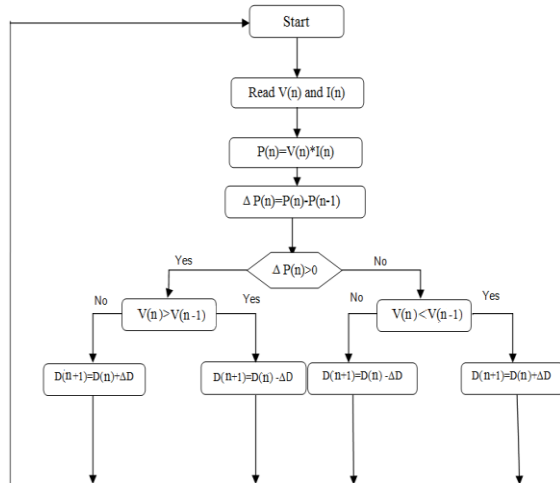 Start
Read V(n) and I(n)
P(n)=V(n)*I(n)
Δ P(n)=P(n)-P(n-1)
Δ P(n)>0
Yes
No
V(n)>V(n-1)
No
Yes
V(n)<V(n-1)
No
Yes
D(n+1)=D(n)+ΔD
D(n+1)=D(n) -ΔD
D(n+1)=D(n) -ΔD
D(n+1)=D(n)+ΔD